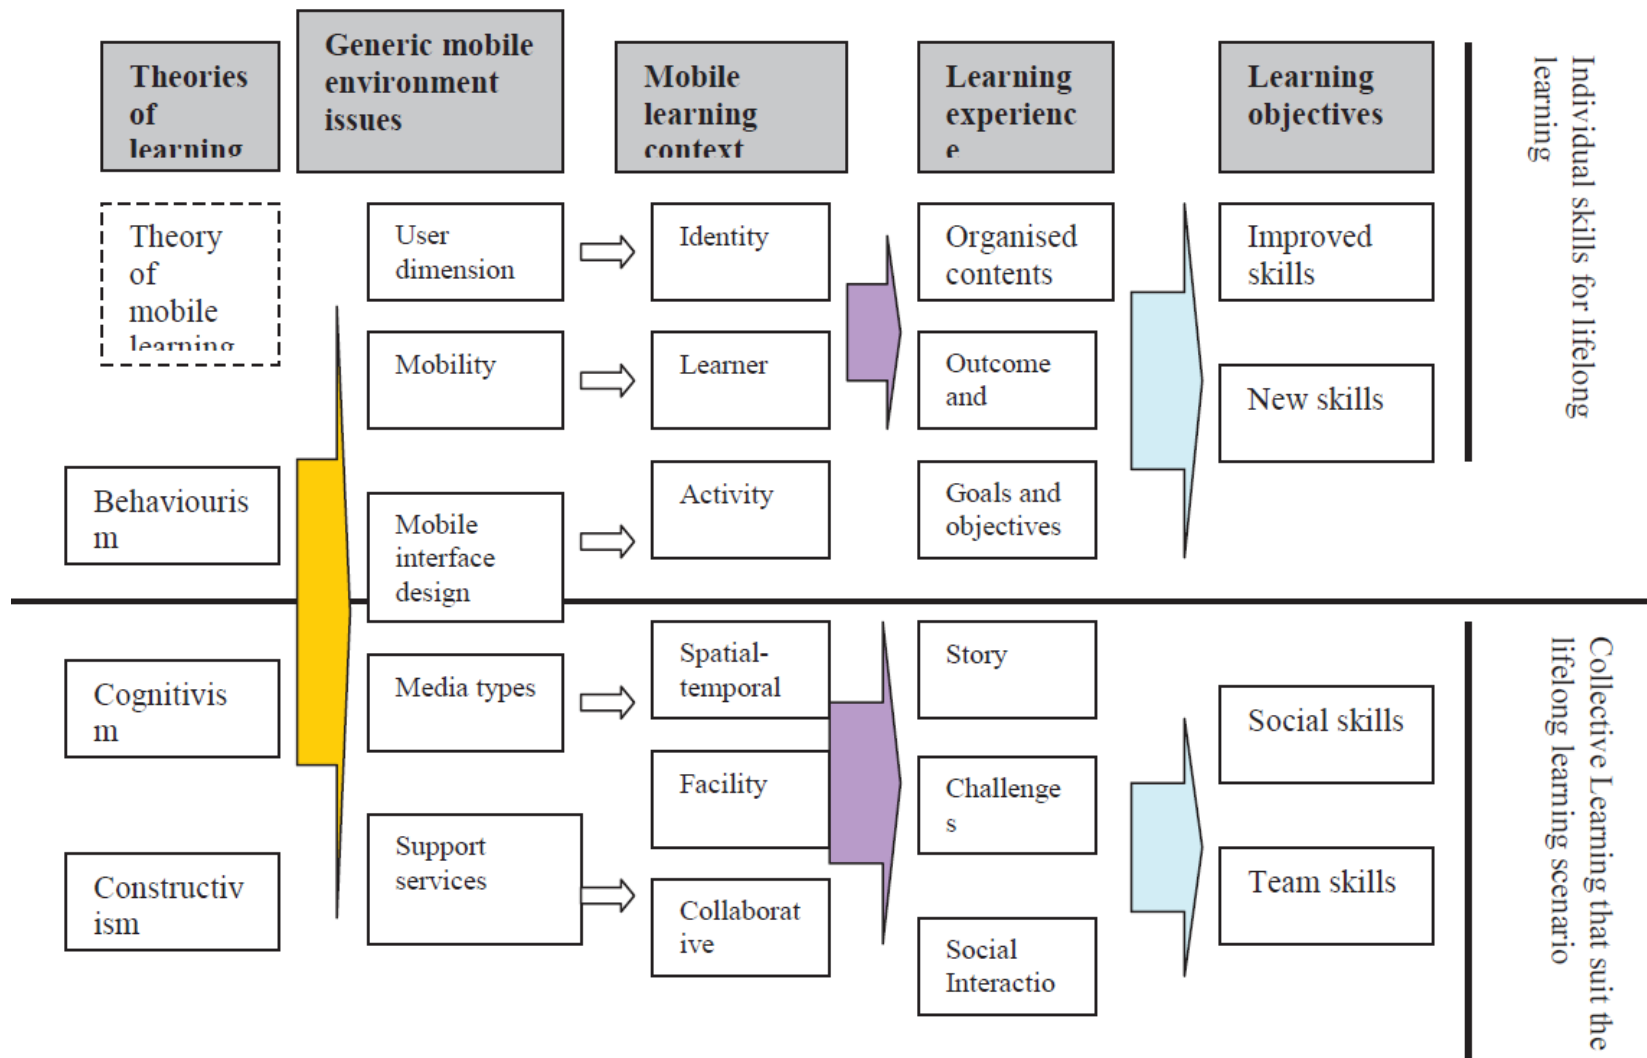 Theories
of
learning
Generic mobile
environment
issues
Mobile
learning
context
Learning
experienc
e
Learning
objectives
Theory
of
mobile
learning
Behaviouris
m
Cognitivis
m
Constructiv
ism
User
dimension
Mobility
Mobile
interface
design
Media types
Support
services
Identity
Learner
Activity
Spatial-
temporal
Facility
Collaborat
ive
Organised
contents
Outcome
and
Goals and
objectives
Story
Challenge
s
Social
Interactio
Improved
skills
New skills
Social skills
Team skills
Individual skills for lifelong
learning
Collective Learning that suit the
lifelong learning scenario